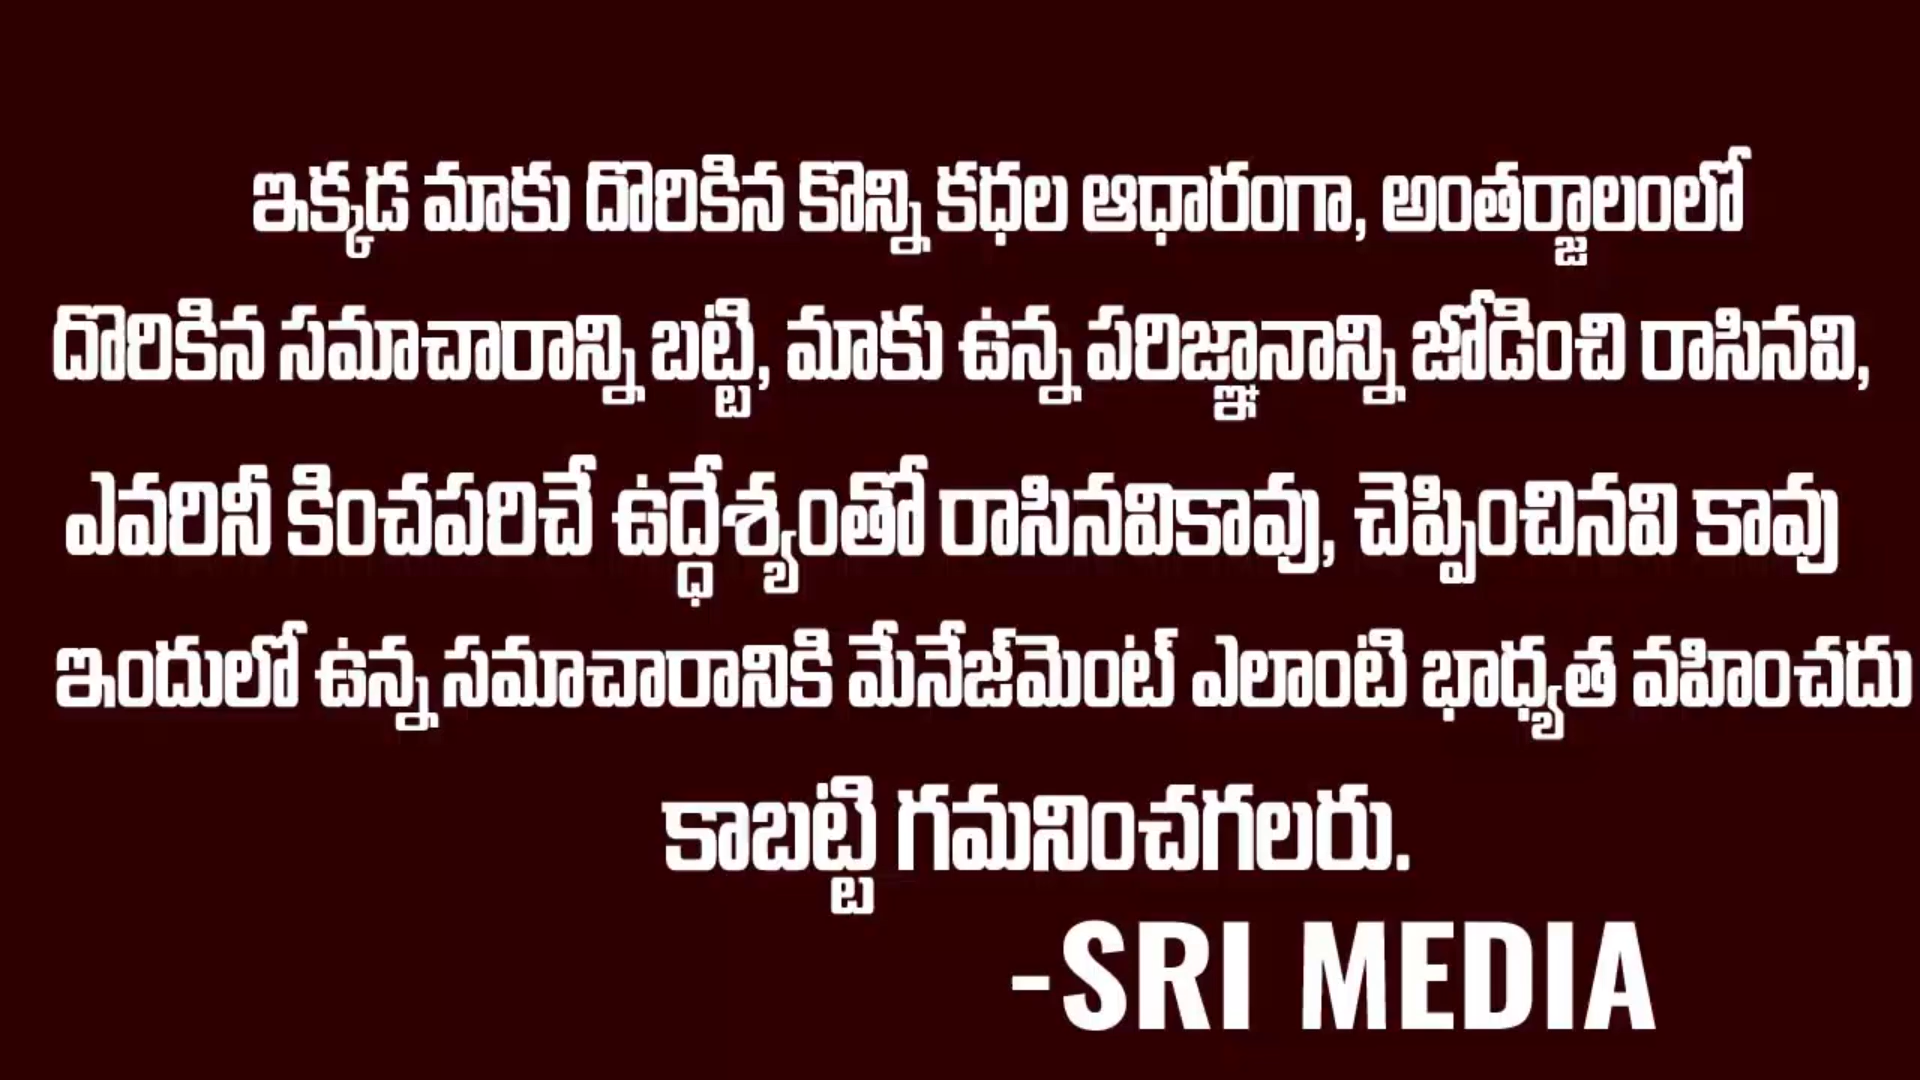 ఇక్కడ మాకు దొరికిన కొన్ని కధల ఆధారంగా, అంతర్జాలంలో
దొరికిన సమాచారాన్ని బట్టి, మాకు ఉన్న పరిజ్ఞానాన్ని జోడించి రాసినవి,
ఎవరినీ కించపరిచే ఉద్ధేశ్యంతో రాసినవికావు, చెప్పించినవి కావు
ఇందులో ఉన్న సమాచారానికి మేనేజ్‌మెంట్ ఎలాంటి భాధ్యత వహించదు
కాబట్టి గమనించగలరు.
-SRI MEDIA